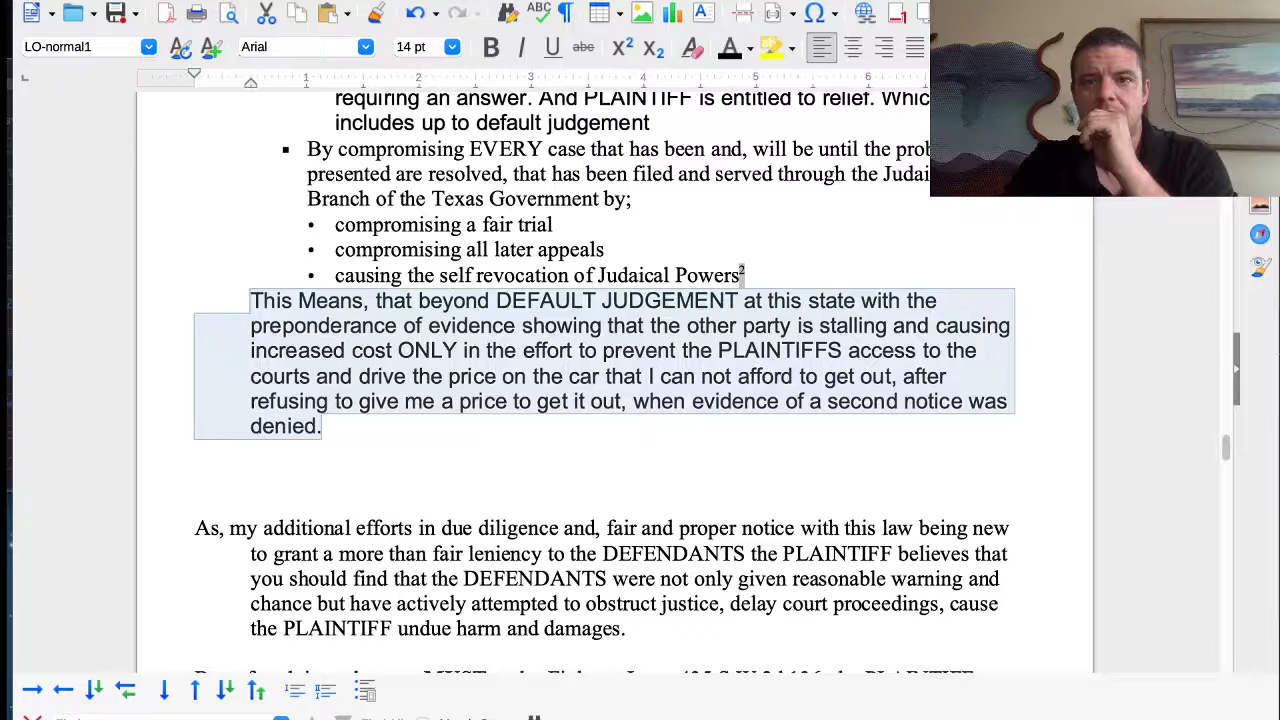 LO-normal1 Arial 14 pt
1 2 3 4 5 6
requiring an answer. And PLAINTIFF is entitled to relief. Whic
includes up to default judgement
By compromising EVERY case that has been and, will be until the prob
presented are resolved, that has been filed and served through the Judai
Branch of the Texas Government by;
• compromising a fair trial
• compromising all later appeals
• causing the self revocation of Judaical Powers2
This Means, that beyond DEFAULT JUDGEMENT at this state with the
preponderance of evidence showing that the other party is stalling and causing
increased cost ONLY in the effort to prevent the PLAINTIFFS access to the
courts and drive the price on the car that I can not afford to get out, after
refusing to give me a price to get it out, when evidence of a second notice was
denied.
As, my additional efforts in due diligence and, fair and proper notice with this law being new
to grant a more than fair leniency to the DEFENDANTS the PLAINTIFF believes that
you should find that the DEFENDANTS were not only given reasonable warning and
chance but have actively attempted to obstruct justice, delay court proceedings, cause
the PLAINTIFF undue harm and damages.